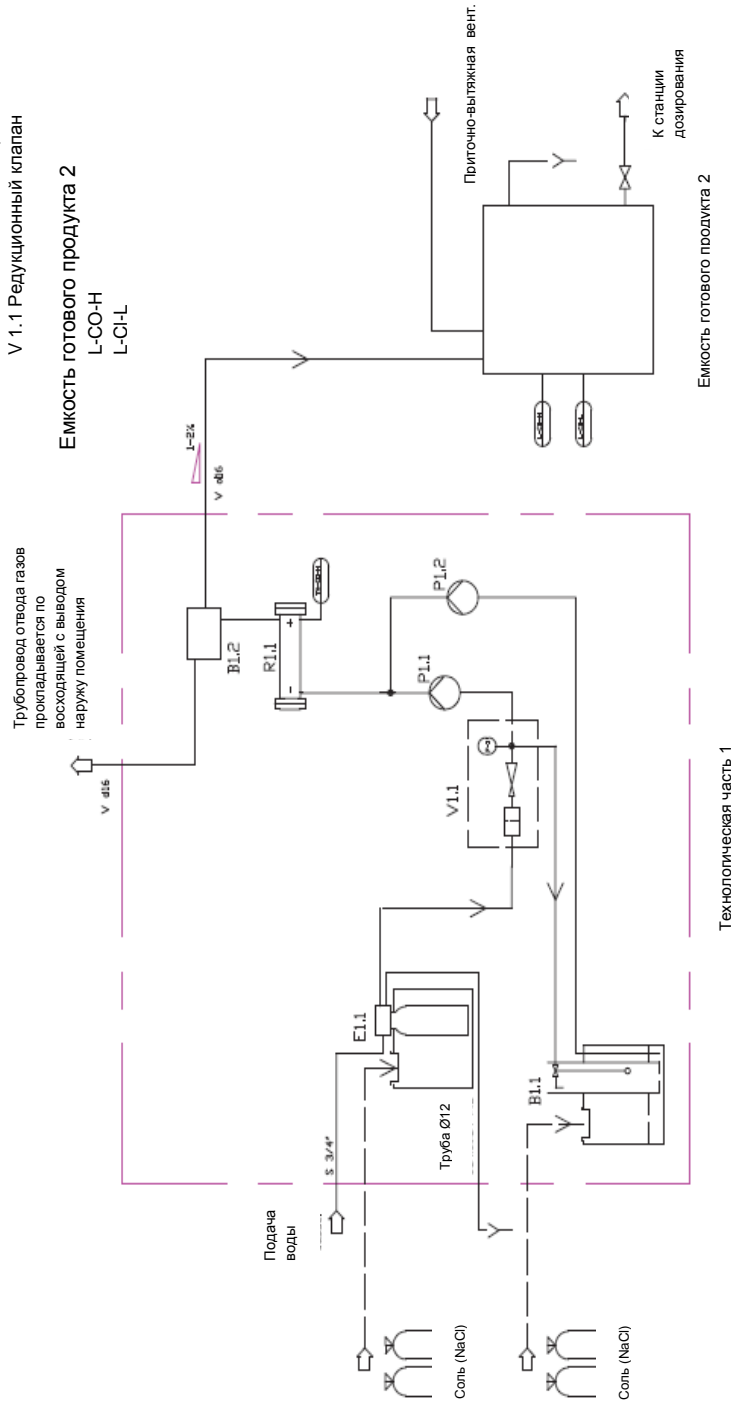 V 1.1 Редукционный клапан
Емкость готового продукта 2
L-CO-H
L-CI-L
Трубопровод отвода газов
прокладывается по
восходящей с выводом
наружу помещения
V d16
B1.2
1-2%
V d16
R1.1
-
+
P1.1
P1.2
V1.1
E1.1
B1.1
S 3/4"
Труба Ø12
Подача
воды
Соль (NaCl)
Соль (NaCl)
Приточно-вытяжная вент.
К станции
дозирования
Емкость готового продукта 2
Технологическая часть 1